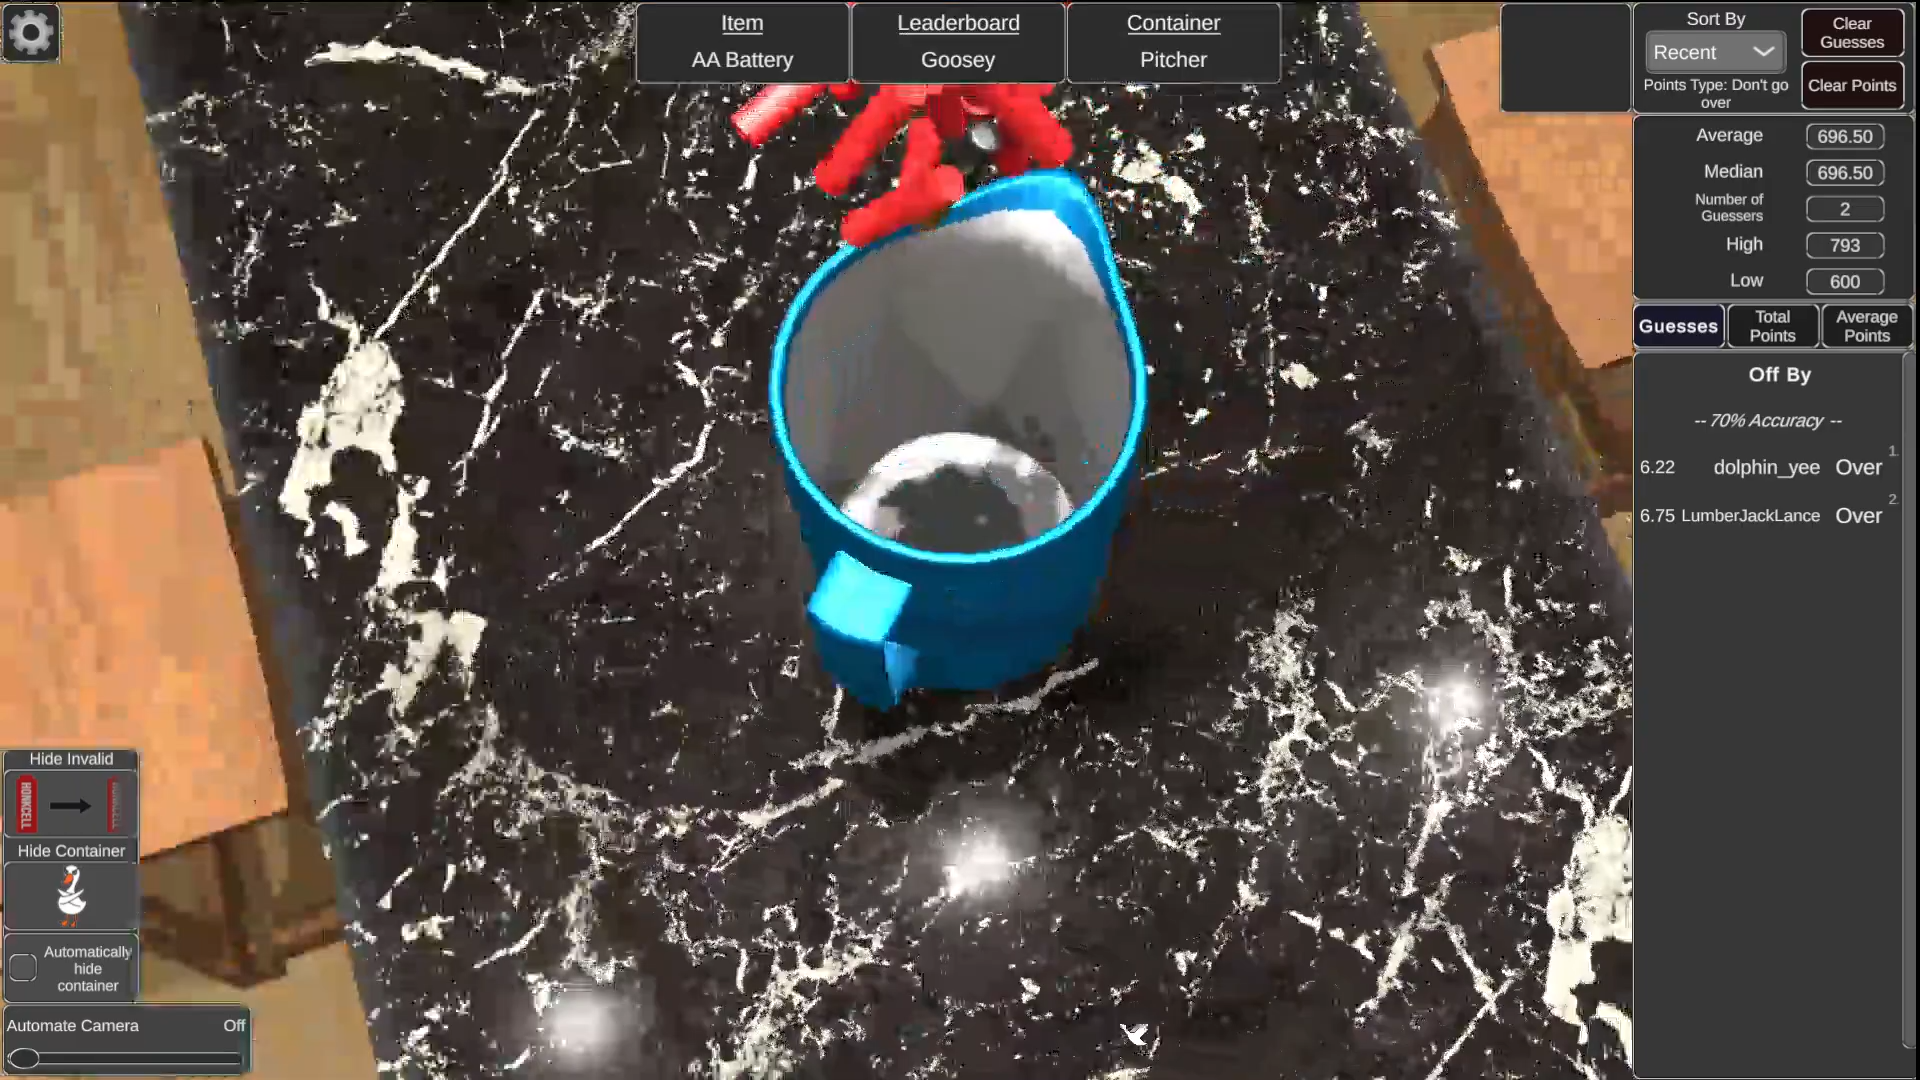 Item
AA Battery
Leaderboard
Goosey
Container
Pitcher
Sort By
Recent
Points Type: Don't go
over
Clear
Guesses
Clear Points
Average 696.50
Median 696.50
Number of
Guessers
2
High 793
Low 600
Guesses
Total
Points
Average
Points
Off By
-- 70% Accuracy --
1
6.22 dolphin_yee Over
2
6.75 LumberJackLance Over
Hide Invalid
HONKCELL
HONKCELL
Hide Container
Automatically
hide
container
Automate Camera Off